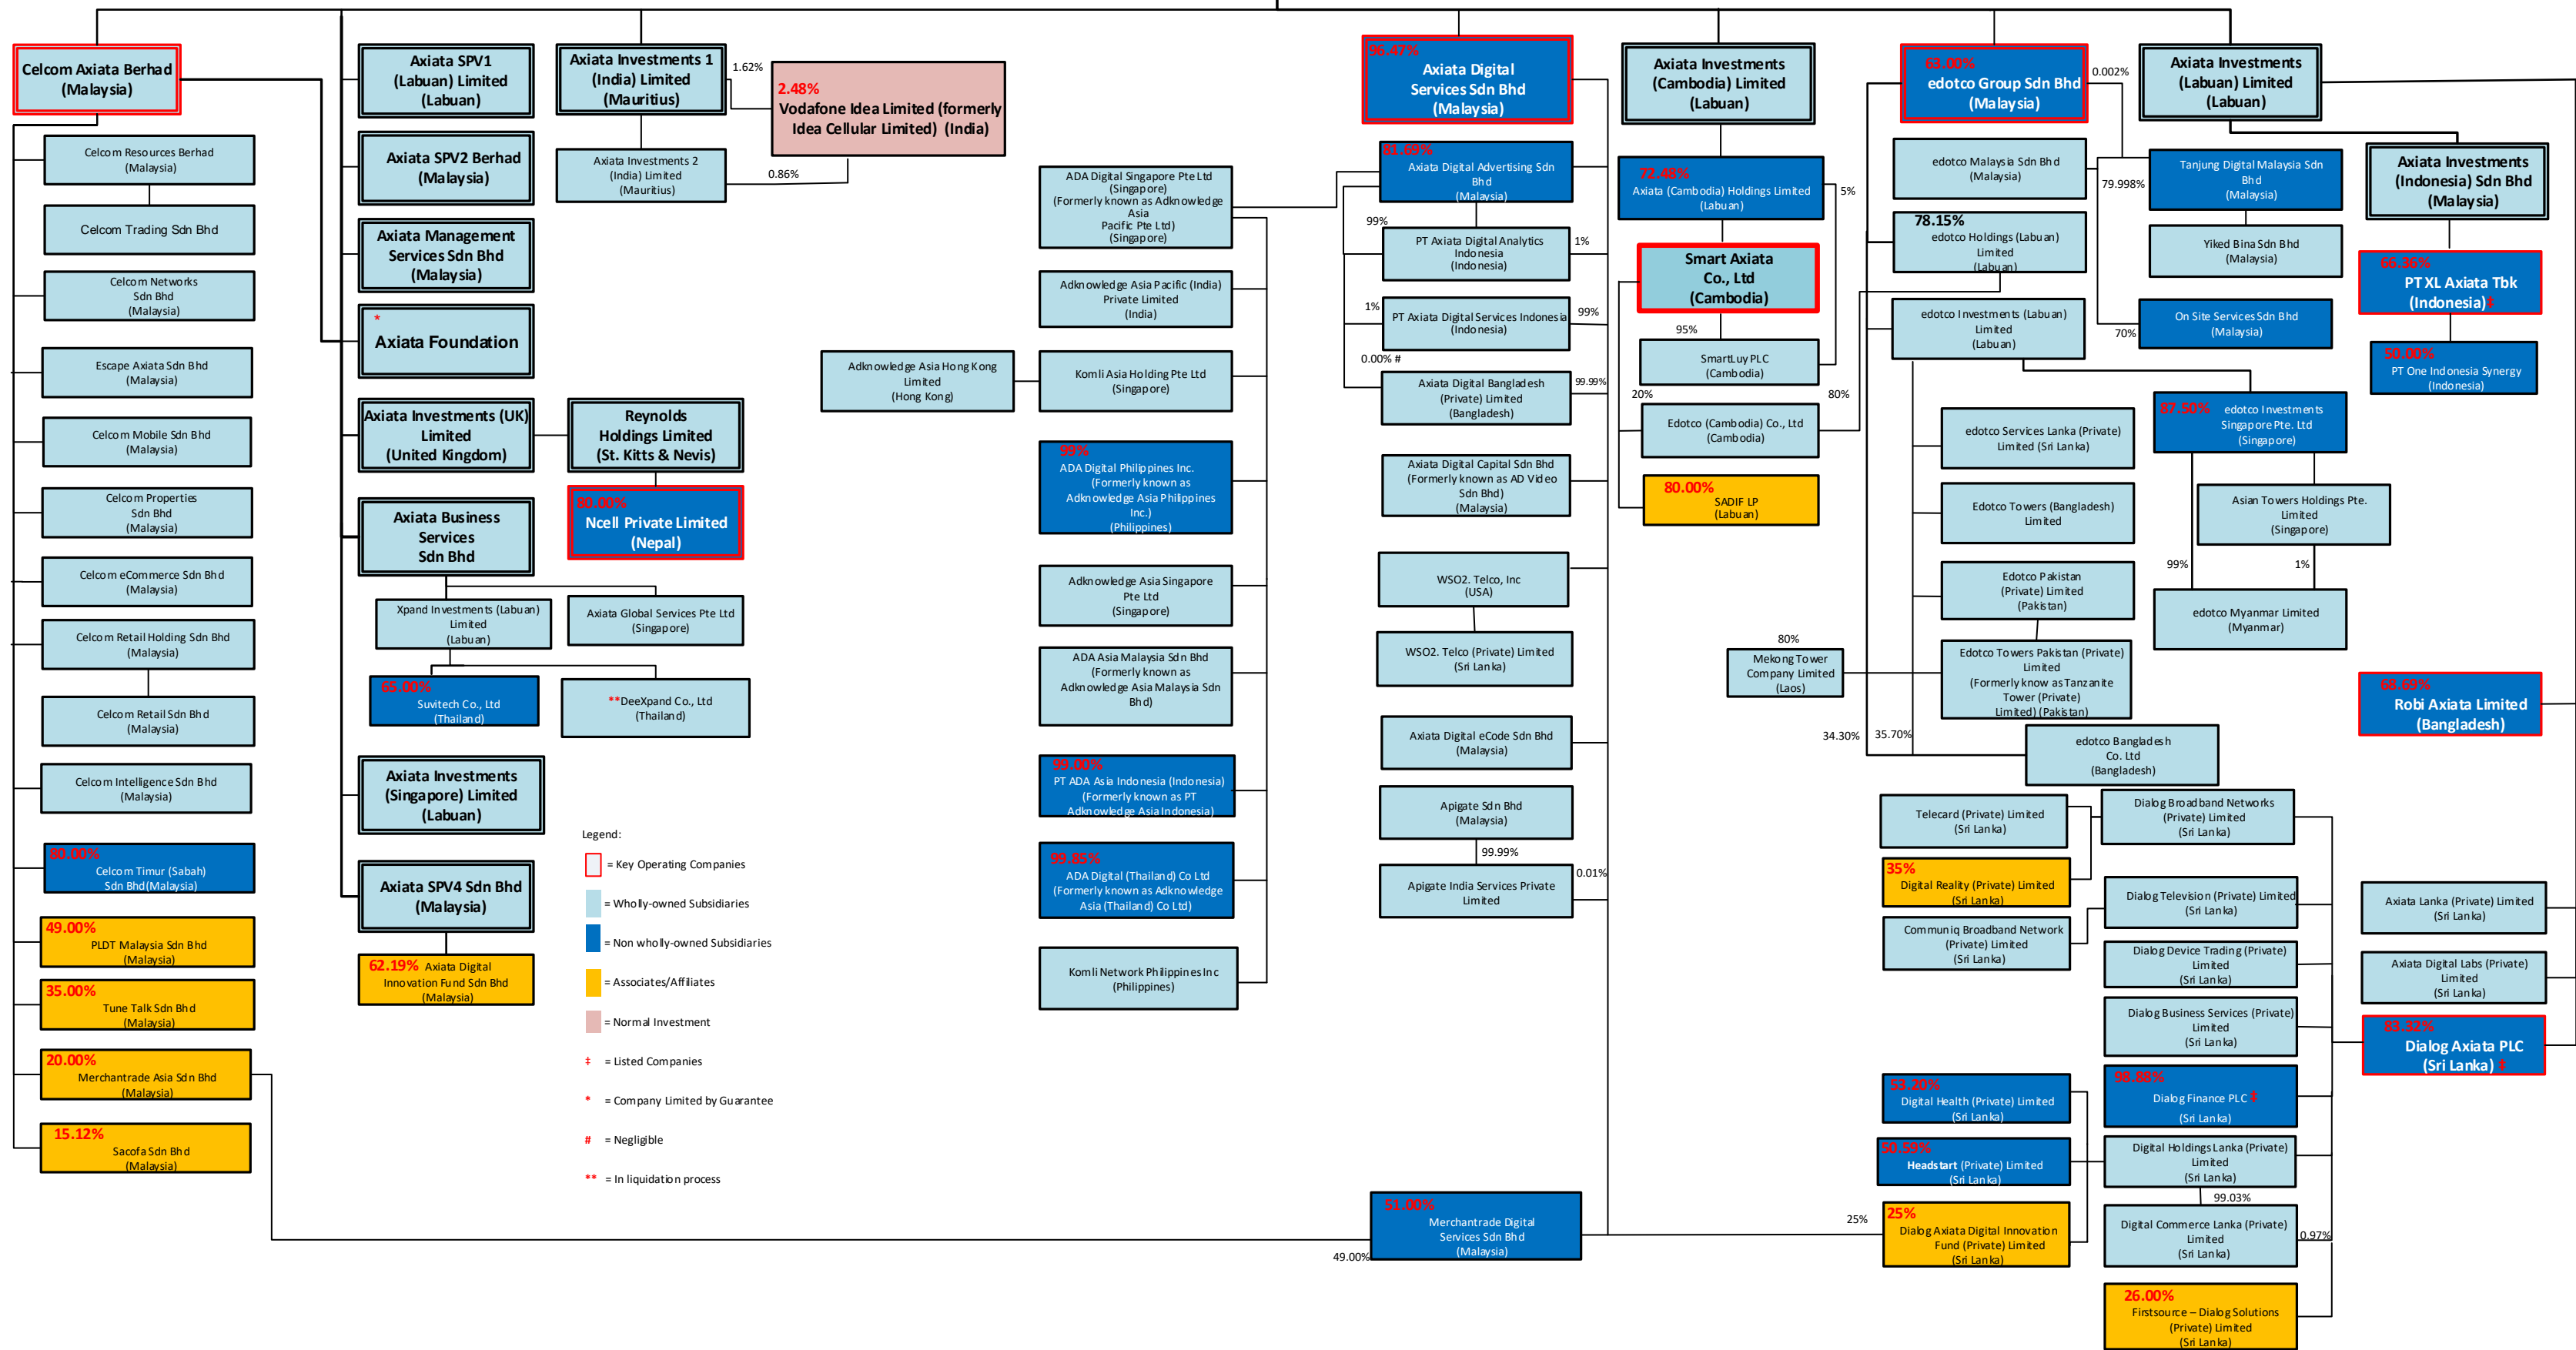 Celcom Axiata Berhad
(Malaysia)
Celcom Resources Berhad
(Malaysia)
Celcom Trading Sdn Bhd
Celcom Networks
Sdn Bhd
(Malaysia)
Escape Axiata Sdn Bhd
(Malaysia)
Celcom Mobile Sdn Bhd
(Malaysia)
Celcom Properties
Sdn Bhd
(Malaysia)
Celcom eCommerce Sdn Bhd
(Malaysia)
Celcom Retail Holding Sdn Bhd
(Malaysia)
Celcom Retail Sdn Bhd
(Malaysia)
Celcom Intelligence Sdn Bhd
(Malaysia)
80.00%
Celcom Timur (Sabah)
Sdn Bhd(Malaysia)
49.00%
PLDT Malaysia Sdn Bhd
(Malaysia)
35.00%
Tune Talk Sdn Bhd
(Malaysia)
20.00%
Merchantrade Asia Sdn Bhd
(Malaysia)
15.12%
Sacofa Sdn Bhd
(Malaysia)
Axiata SPV1
(Labuan) Limited
(Labuan)
Axiata SPV2 Berhad
(Malaysia)
Axiata Management
Services Sdn Bhd
(Malaysia)
*
Axiata Foundation
Axiata Investments (UK)
Limited
(United Kingdom)
Reynolds
Holdings Limited
(St. Kitts & Nevis)
80.00%
Ncell Private Limited
(Nepal)
Axiata Business
Services
Sdn Bhd
Xpand Investments (Labuan)
Limited
(Labuan)
Axiata Global Services Pte Ltd
(Singapore)
65.00%
Suvitech Co., Ltd
(Thailand)
**DeeXpand Co., Ltd
(Thailand)
Axiata Investments
(Singapore) Limited
(Labuan)
Axiata SPV4 Sdn Bhd
(Malaysia)
62.19% Axiata Digital
Innovation Fund Sdn Bhd
(Malaysia)
Axiata Investments 1
(India) Limited
(Mauritius)
1.62%
2.48%
Vodafone Idea Limited (formerly
Idea Cellular Limited) (India)
Axiata Investments 2
(India) Limited
(Mauritius)
0.86%
Legend:
= Key Operating Companies
= Wholly-owned Subsidiaries
= Non wholly-owned Subsidiaries
= Associates/Affiliates
= Normal Investment
‡ = Listed Companies
* = Company Limited by Guarantee
# = Negligible
** = In liquidation process
ADA Digital Singapore Pte Ltd
(Singapore)
(Formerly known as Adknowledge
Asia
Pacific Pte Ltd)
(Singapore)
Adknowledge Asia Pacific (India)
Private Limited
(India)
Adknowledge Asia Hong Kong
Limited
(Hong Kong)
Komli Asia Holding Pte Ltd
(Singapore)
99%
ADA Digital Philippines Inc.
(Formerly known as
Adknowledge Asia Philippines
Inc.)
(Philippines)
Adknowledge Asia Singapore
Pte Ltd
(Singapore)
ADA Asia Malaysia Sdn Bhd
(Formerly known as
Adknowledge Asia Malaysia Sdn
Bhd)
99.00%
PT ADA Asia Indonesia (Indonesia)
(Formerly known as PT
Adknowledge Asia Indonesia)
99.85%
ADA Digital (Thailand) Co Ltd
(Formerly known as Adknowledge
Asia (Thailand) Co Ltd)
Komli Network Philippines Inc
(Philippines)
96.47%
Axiata Digital
Services Sdn Bhd
(Malaysia)
81.69%
Axiata Digital Advertising Sdn
Bhd
(Malaysia)
99%
PT Axiata Digital Analytics
Indonesia
(Indonesia)
1%
1%
PT Axiata Digital Services Indonesia
(Indonesia)
99%
0.00% #
Axiata Digital Bangladesh
(Private) Limited
(Bangladesh)
99.99%
Axiata Digital Capital Sdn Bhd
(Formerly known as AD Video
Sdn Bhd)
(Malaysia)
WSO2. Telco, Inc
(USA)
WSO2. Telco (Private) Limited
(Sri Lanka)
Axiata Digital eCode Sdn Bhd
(Malaysia)
Apigate Sdn Bhd
(Malaysia)
99.99%
Apigate India Services Private
Limited
0.01%
51.00%
Merchantrade Digital
Services Sdn Bhd
(Malaysia)
49.00%
Axiata Investments
(Cambodia) Limited
(Labuan)
72.48%
Axiata (Cambodia) Holdings Limited
(Labuan)
5%
Smart Axiata
Co., Ltd
(Cambodia)
95%
SmartLuy PLC
(Cambodia)
20%
80%
Edotco (Cambodia) Co., Ltd
(Cambodia)
80.00%
SADIF LP
(Labuan)
63.00%
edotco Group Sdn Bhd
(Malaysia)
0.002%
edotco Malaysia Sdn Bhd
(Malaysia)
79.998%
Tanjung Digital Malaysia Sdn
Bhd
(Malaysia)
Yiked Bina Sdn Bhd
(Malaysia)
78.15%
edotco Holdings (Labuan)
Limited
(Labuan)
edotco Investments (Labuan)
Limited
(Labuan)
70%
On Site Services Sdn Bhd
(Malaysia)
87.50% edotco Investments
Singapore Pte. Ltd
(Singapore)
edotco Services Lanka (Private)
Limited (Sri Lanka)
Edotco Towers (Bangladesh)
Limited
Asian Towers Holdings Pte.
Limited
(Singapore)
99%
1%
Edotco Pakistan
(Private) Limited
(Pakistan)
edotco Myanmar Limited
(Myanmar)
80%
Mekong Tower
Company Limited
(Laos)
Edotco Towers Pakistan (Private)
Limited
(Formerly know as Tanzanite
Tower (Private)
Limited) (Pakistan)
34.30%
35.70%
edotco Bangladesh
Co. Ltd
(Bangladesh)
Axiata Investments
(Labuan) Limited
(Labuan)
Axiata Investments
(Indonesia) Sdn Bhd
(Malaysia)
66.36%
PT XL Axiata Tbk
(Indonesia)‡
50.00%
PT One Indonesia Synergy
(Indonesia)
68.69%
Robi Axiata Limited
(Bangladesh)
Axiata Lanka (Private) Limited
(Sri Lanka)
Axiata Digital Labs (Private)
Limited
(Sri Lanka)
83.32%
Dialog Axiata PLC
(Sri Lanka) ‡
Telecard (Private) Limited
(Sri Lanka)
Dialog Broadband Networks
(Private) Limited
(Sri Lanka)
35%
Digital Reality (Private) Limited
(Sri Lanka)
Dialog Television (Private) Limited
(Sri Lanka)
Communiq Broadband Network
(Private) Limited
(Sri Lanka)
Dialog Device Trading (Private)
Limited
(Sri Lanka)
Dialog Business Services (Private)
Limited
(Sri Lanka)
53.20%
Digital Health (Private) Limited
(Sri Lanka)
98.88%
Dialog Finance PLC ‡
(Sri Lanka)
50.59%
Headstart (Private) Limited
(Sri Lanka)
Digital Holdings Lanka (Private)
Limited
(Sri Lanka)
99.03%
25%
25%
Dialog Axiata Digital Innovation
Fund (Private) Limited
(Sri Lanka)
Digital Commerce Lanka (Private)
Limited
(Sri Lanka)
0.97%
26.00%
Firstsource – Dialog Solutions
(Private) Limited
(Sri Lanka)